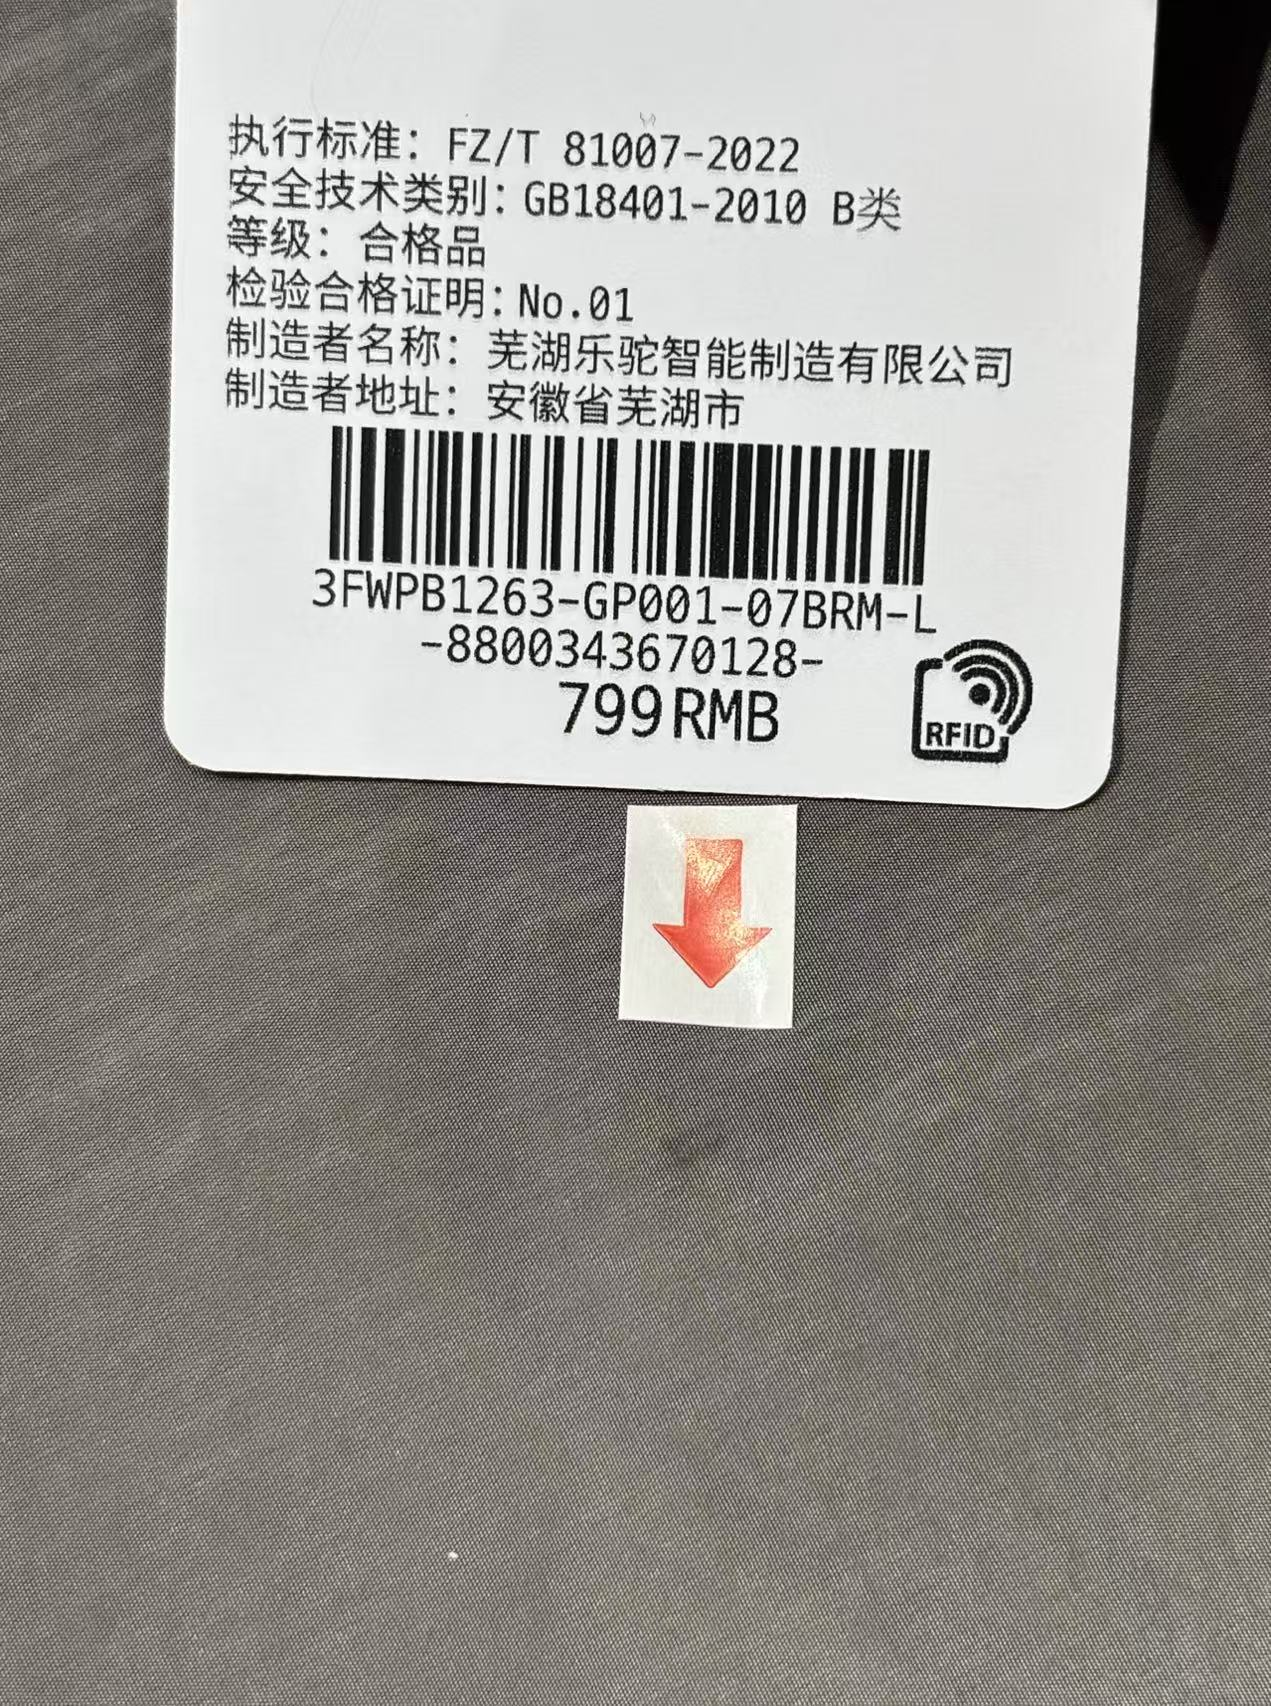 执行标准：FZ/T 81007-2022
安全技术类别：GB18401-2010 B类
等级：合格品
检验合格证明：No.01
制造者名称：芜湖乐驼智能制造有限公司
制造者地址：安徽省芜湖市
3FWPB1263-GP001-07BRM-L
-8800343670128-
799RMB
RFID